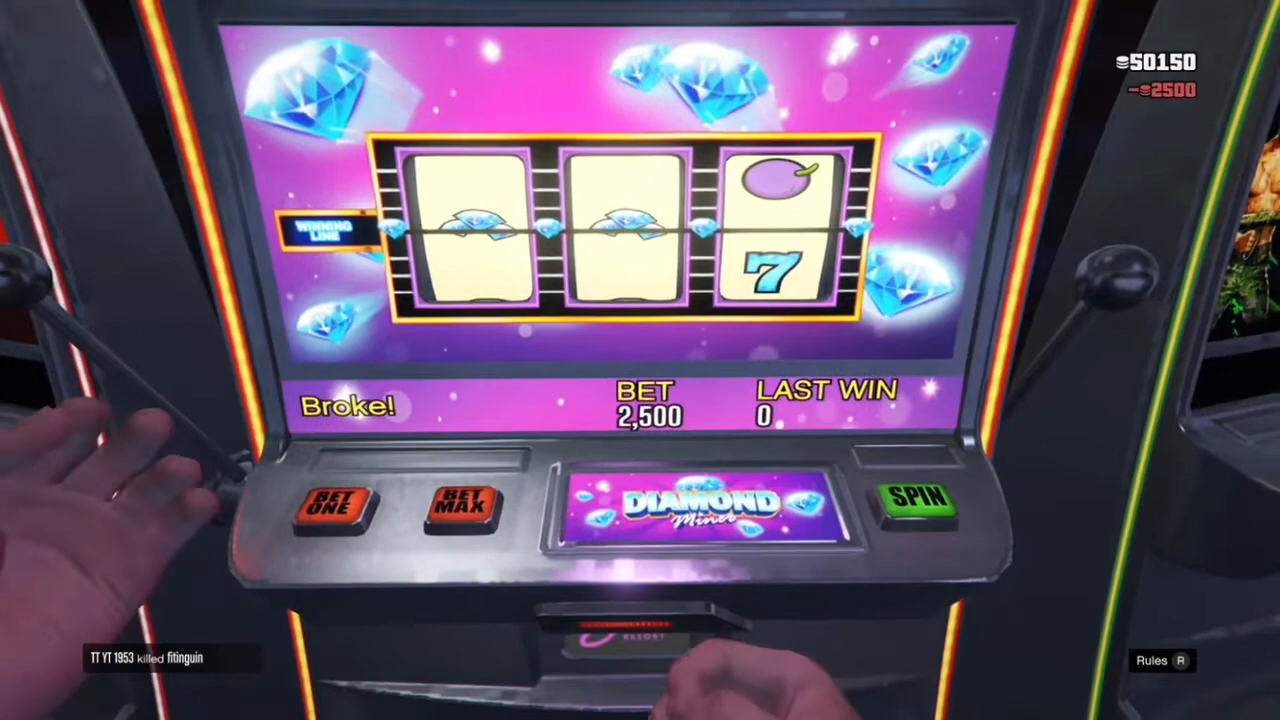 50150
-2500
WINNING
LINE
7
Broke!
BET
2,500
LAST WIN
0
BET
ONE
BET
MAX
DIAMOND
Miner
SPIN
RESORT
TT YT 1953 killed fitinguin
Rules R